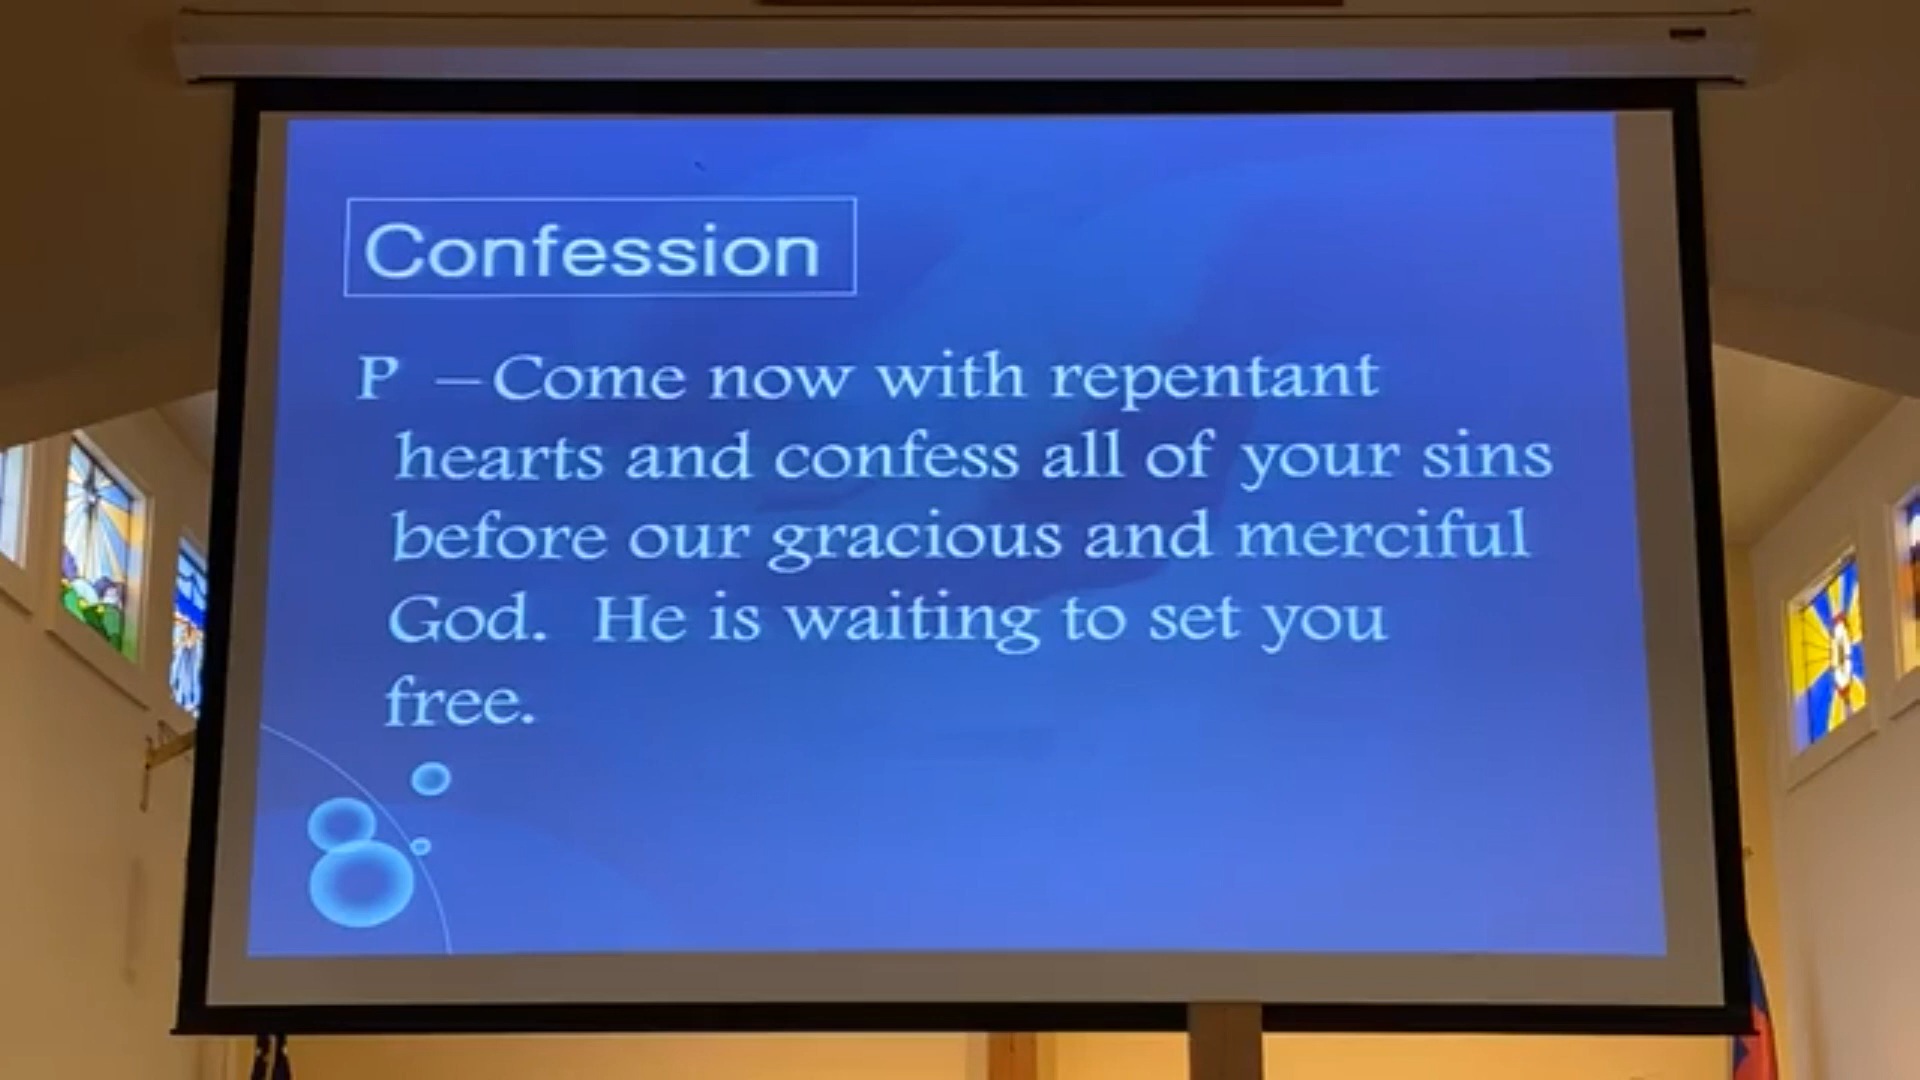 Confession
P – Come now with repentant
hearts and confess all of your sins
before our gracious and merciful
God. He is waiting to set you
free.